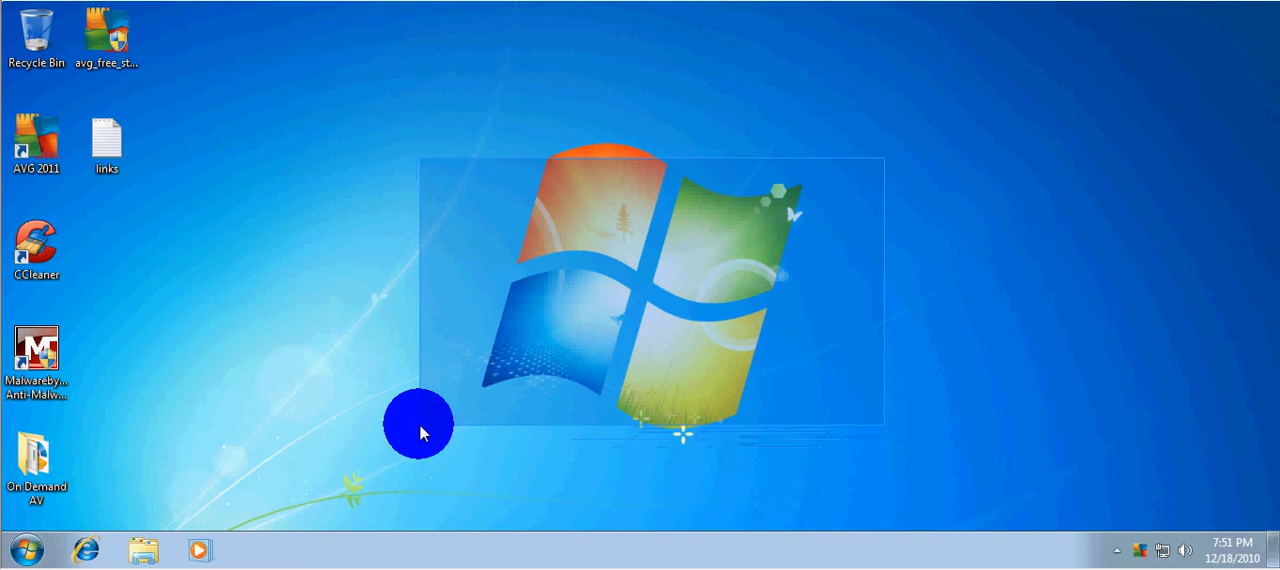 Recycle Bin
avg_free_st...
AVG 2011
links
CCleaner
Malwareby...
Anti-Malw...
On Demand
AV
7:51 PM
12/18/2010